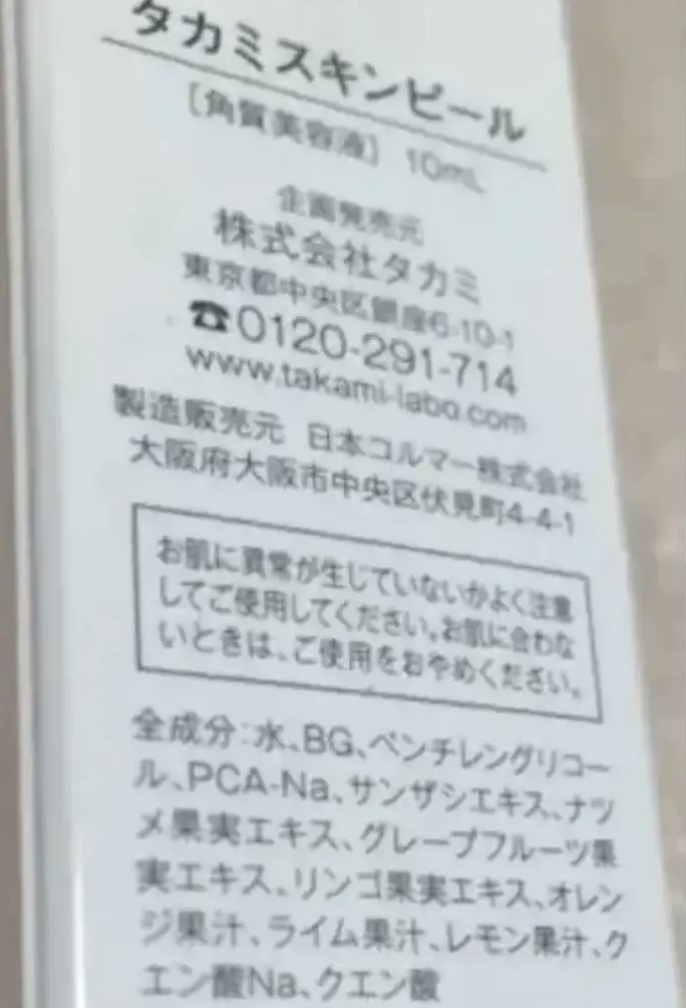 タカミスキンピール
[角質美容液] 10mL
企画発売元
株式会社タカミ
東京都中央区銀座6-10-1
☎0120-291-714
www.takami-labo.com
製造販売元 日本コルマー株式会社
大阪府大阪市中央区伏見町4-4-1
お肌に異常が生じていないかよく注意
してご使用してください。お肌に合わな
いときは、ご使用をおやめください。
全成分:水、BG、ペンチレングリコー
ル、PCA-Na、サンザシエキス、ナツ
メ果実エキス、グレープフルーツ果
実エキス、リンゴ果実エキス、オレン
ジ果汁、ライム果汁、レモン果汁、ク
エン酸Na、クエン酸